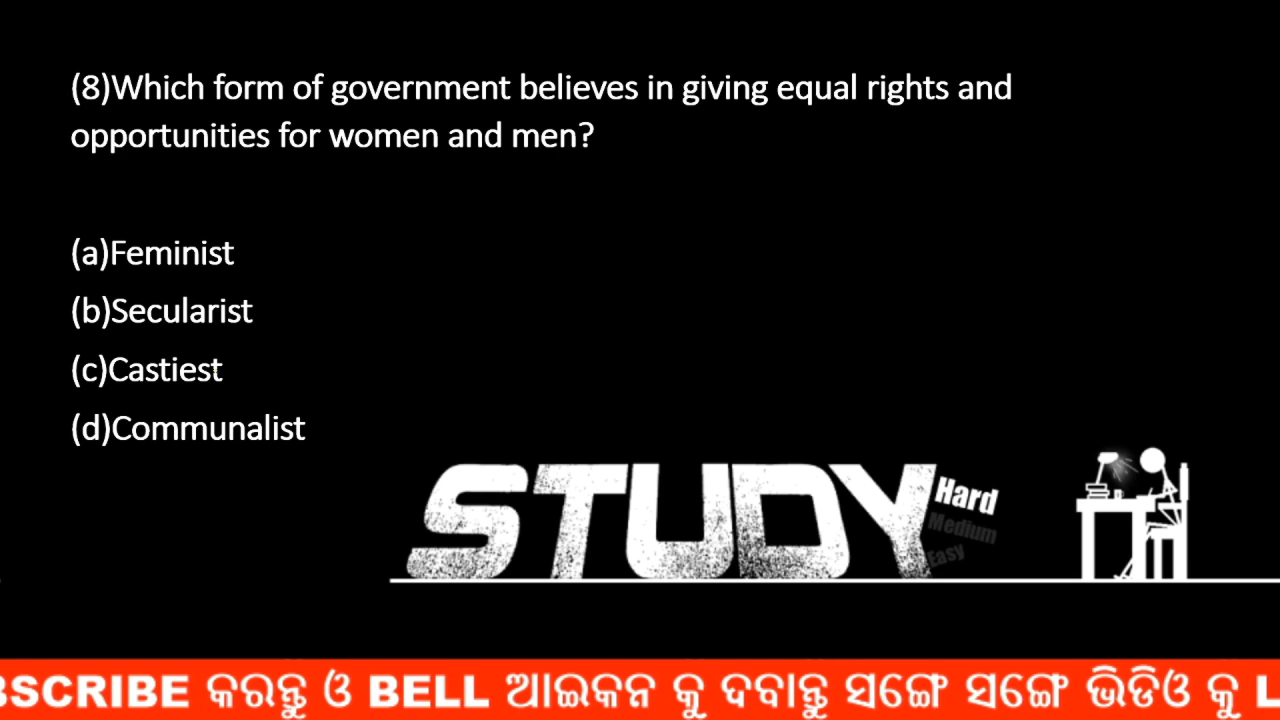 (8)Which form of government believes in giving equal rights and
opportunities for women and men?
(a)Feminist
(b)Secularist
(c)Castiest
(d)Communalist
STUDY
Hard
Medium
Easy
BSCRIBE କରନ୍ତୁ ଓ BELL ଆଇକନ କୁ ଦବାନ୍ତୁ ସଙ୍ଗେ ସଙ୍ଗେ ଭିଡିଓ କୁ L